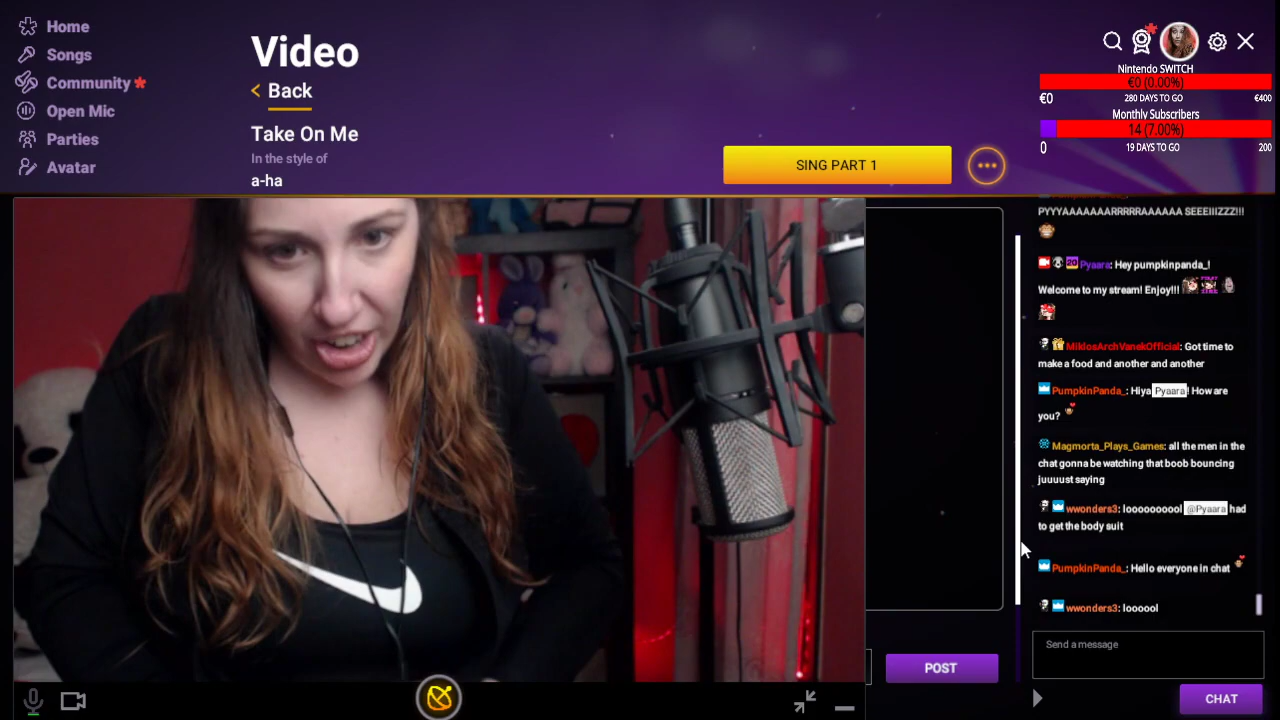 Home
Songs
Community *
Open Mic
Parties
Avatar
Video
< Back
Take On Me
In the style of
a-ha
SING PART 1
Nintendo SWITCH
€0 (0.00%)
€0 280 DAYS TO GO €400
Monthly Subscribers
14 (7.00%)
0 19 DAYS TO GO 200
PYYYAAAAAARRRRRAAAAAA SEEEIIIZZZ!!!
20 Pyaara: Hey pumpkinpanda_!
Welcome to my stream! Enjoy!!!
MiklosArchVanekOfficial: Got time to
make a food and another and another
PumpkinPanda_: Hiya Pyaara! How are
you?
Magmorta_Plays_Games: all the men in the
chat gonna be watching that boob bouncing
juuuust saying
wwonders3: loooooooool @Pyaara had
to get the body suit
PumpkinPanda_: Hello everyone in chat
wwonders3: loooool
Send a message
POST
CHAT